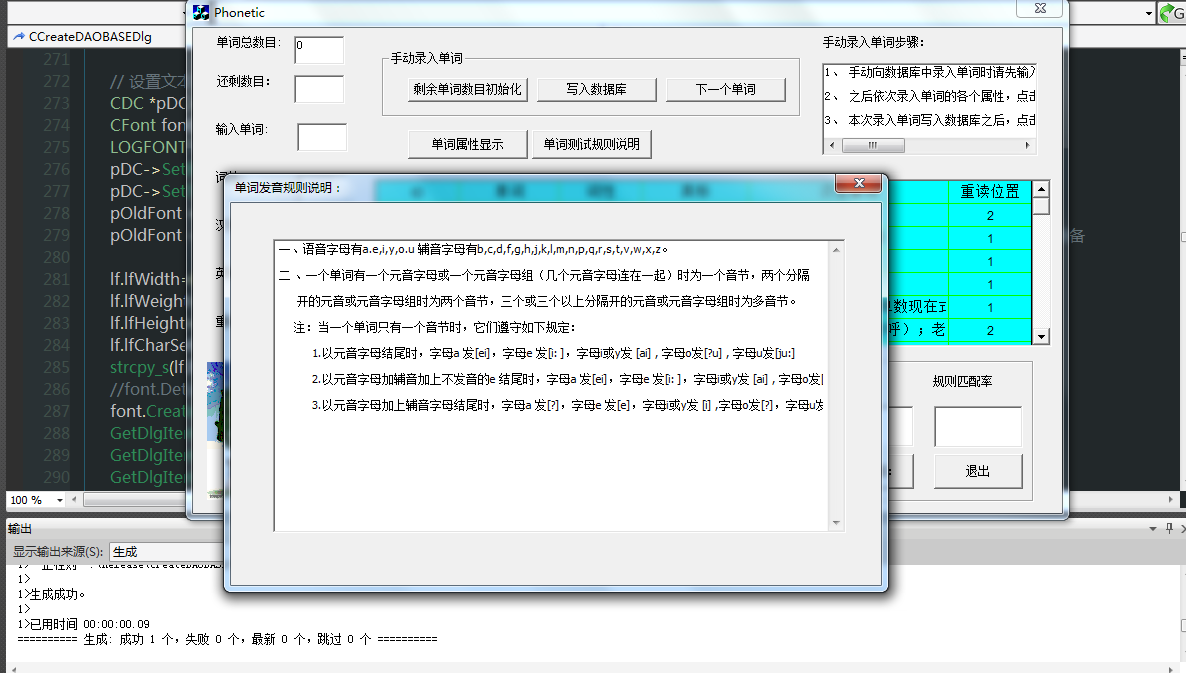 Phonetic
G
CCreateDAOBASEDlg
271
272 // 设置文本
273 CDC *pDC
274 CFont fon
275 LOGFONT
276 pDC->Set
277 pDC->Set
278 pOldFont
279 pOldFont
280
281 lf.lfWidth=
282 lf.lfWeight
283 lf.lfHeight
284 lf.lfCharSe
285 strcpy_s(lf
286 //font.Det
287 font.Creat
288 GetDlgIter
289 GetDlgIter
290 GetDlgIter
100 %
单词总数目: 0
还剩数目:
输入单词:
手动录入单词
剩余单词数目初始化 写入数据库 下一个单词
单词属性显示 单词测试规则说明
手动录入单词步骤:
1、 手动向数据库中录入单词时请先输入
2、 之后依次录入单词的各个属性，点击
3、 本次录入单词写入数据库之后，点击
重读位置
2
1
1
1
数现在式 1
呼）；老 2
备
规则匹配率
退出
单词发音规则说明：
一、语音字母有a.e,i,y,o.u 辅音字母有b,c,d,f,g,h,j,k,l,m,n,p,q,r,s,t,v,w,x,z。
二 、一个单词有一个元音字母或一个元音字母组（几个元音字母连在一起）时为一个音节，两个分隔
开的元音或元音字母组时为两个音节，三个或三个以上分隔开的元音或元音字母组时为多音节。
注：当一个单词只有一个音节时，它们遵守如下规定：
1.以元音字母结尾时，字母a 发[ei]，字母e 发[i: ]，字母i或y发 [ai] , 字母o发[?u] , 字母u发[ju:]
2.以元音字母加辅音加上不发音的e 结尾时，字母a 发[ei]，字母e 发[i: ]，字母i或y发 [ai] , 字母o发[
3.以元音字母加上辅音字母结尾时，字母a 发[?]，字母e 发[e]，字母i或y发 [i] ,字母o发[?]，字母u发
输出
显示输出来源(S): 生成
1>
1>生成成功。
1>
1>已用时间 00:00:00.09
========== 生成: 成功 1 个，失败 0 个，最新 0 个，跳过 0 个 ==========